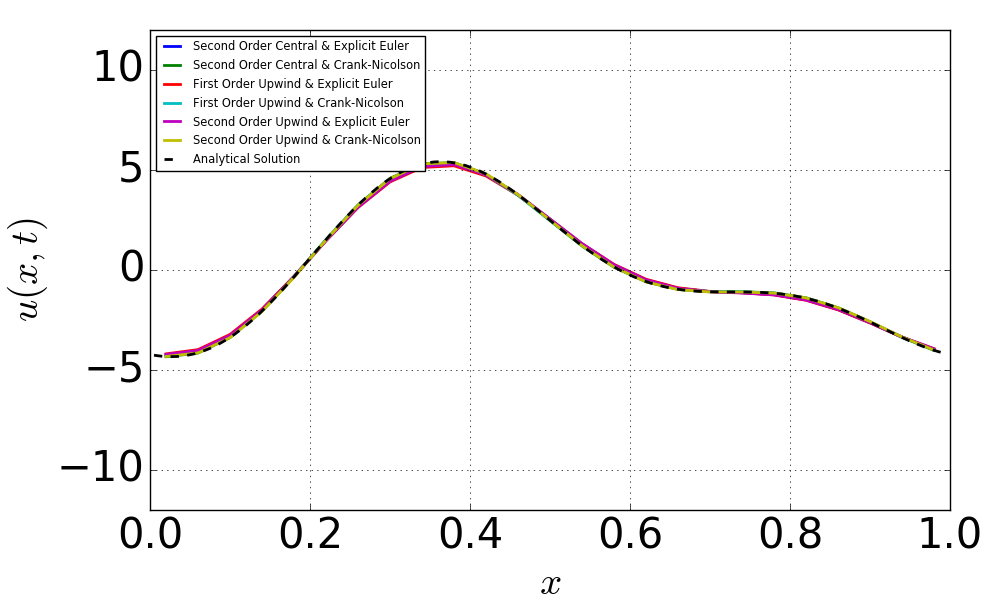 10
5
0
−5
−10
u(x, t)
Second Order Central & Explicit Euler
Second Order Central & Crank-Nicolson
First Order Upwind & Explicit Euler
First Order Upwind & Crank-Nicolson
Second Order Upwind & Explicit Euler
Second Order Upwind & Crank-Nicolson
Analytical Solution
0.0 0.2 0.4 0.6 0.8 1.0
x